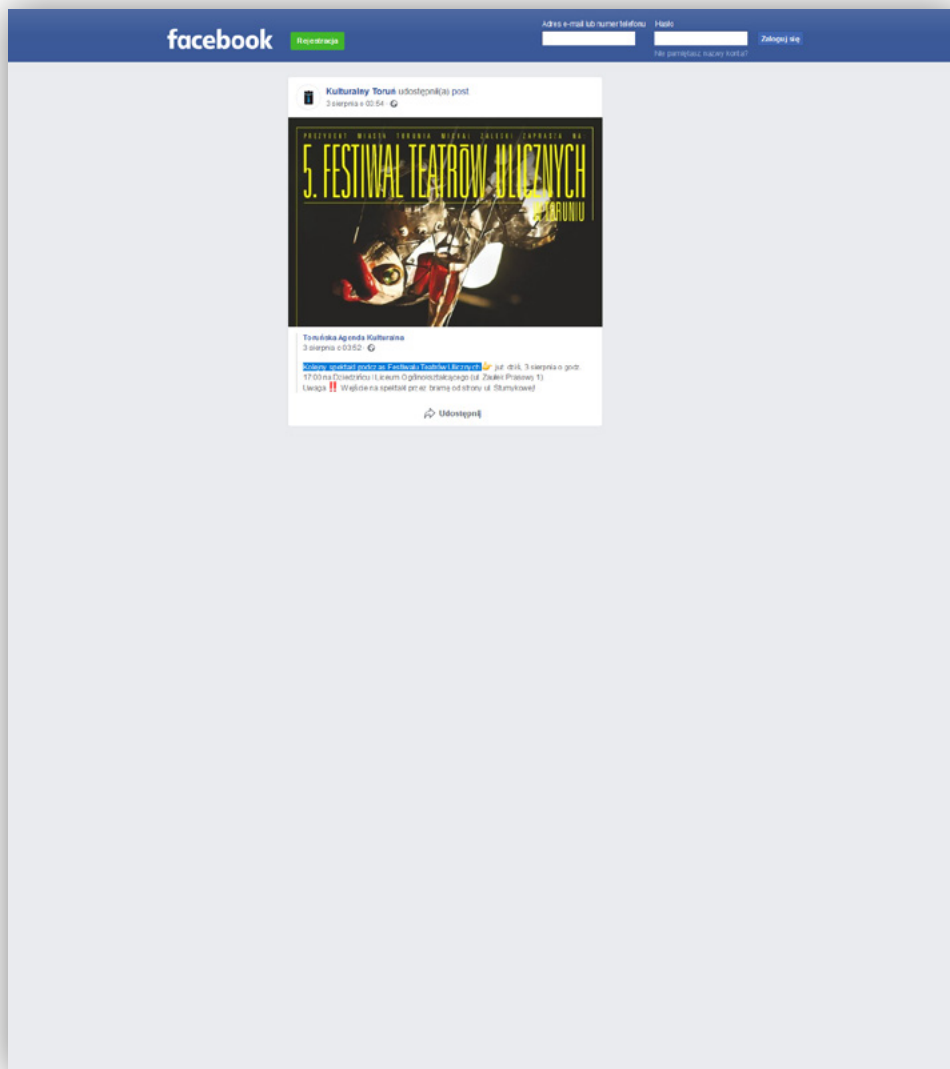 Adres e-mail lub numer telefonu Hasło
facebook Rejestracja Zaloguj się
Nie pamiętasz nazwy konta?
Kulturalny Toruń udostępnił(a) post
3 sierpnia o 03:54
PREZYDENT MIASTA TORUNIA MICHAŁ ZALESKI ZAPRASZA NA
5. FESTIWAL TEATRÓW ULICZNYCH
W TORUNIU
Toruńska Agenda Kulturalna
3 sierpnia o 03:52
Kolejny spektakl podczas Festiwalu Teatrów Ulicznych 👉 już dziś, 3 sierpnia o godz.
17:00 na Dziedzińcu I Liceum Ogólnokształcącego (ul. Zaułek Prosowy 1).
Uwaga ‼️ Wejście na spektakl przez bramę od strony ul. Strumykowej!
Udostępnij